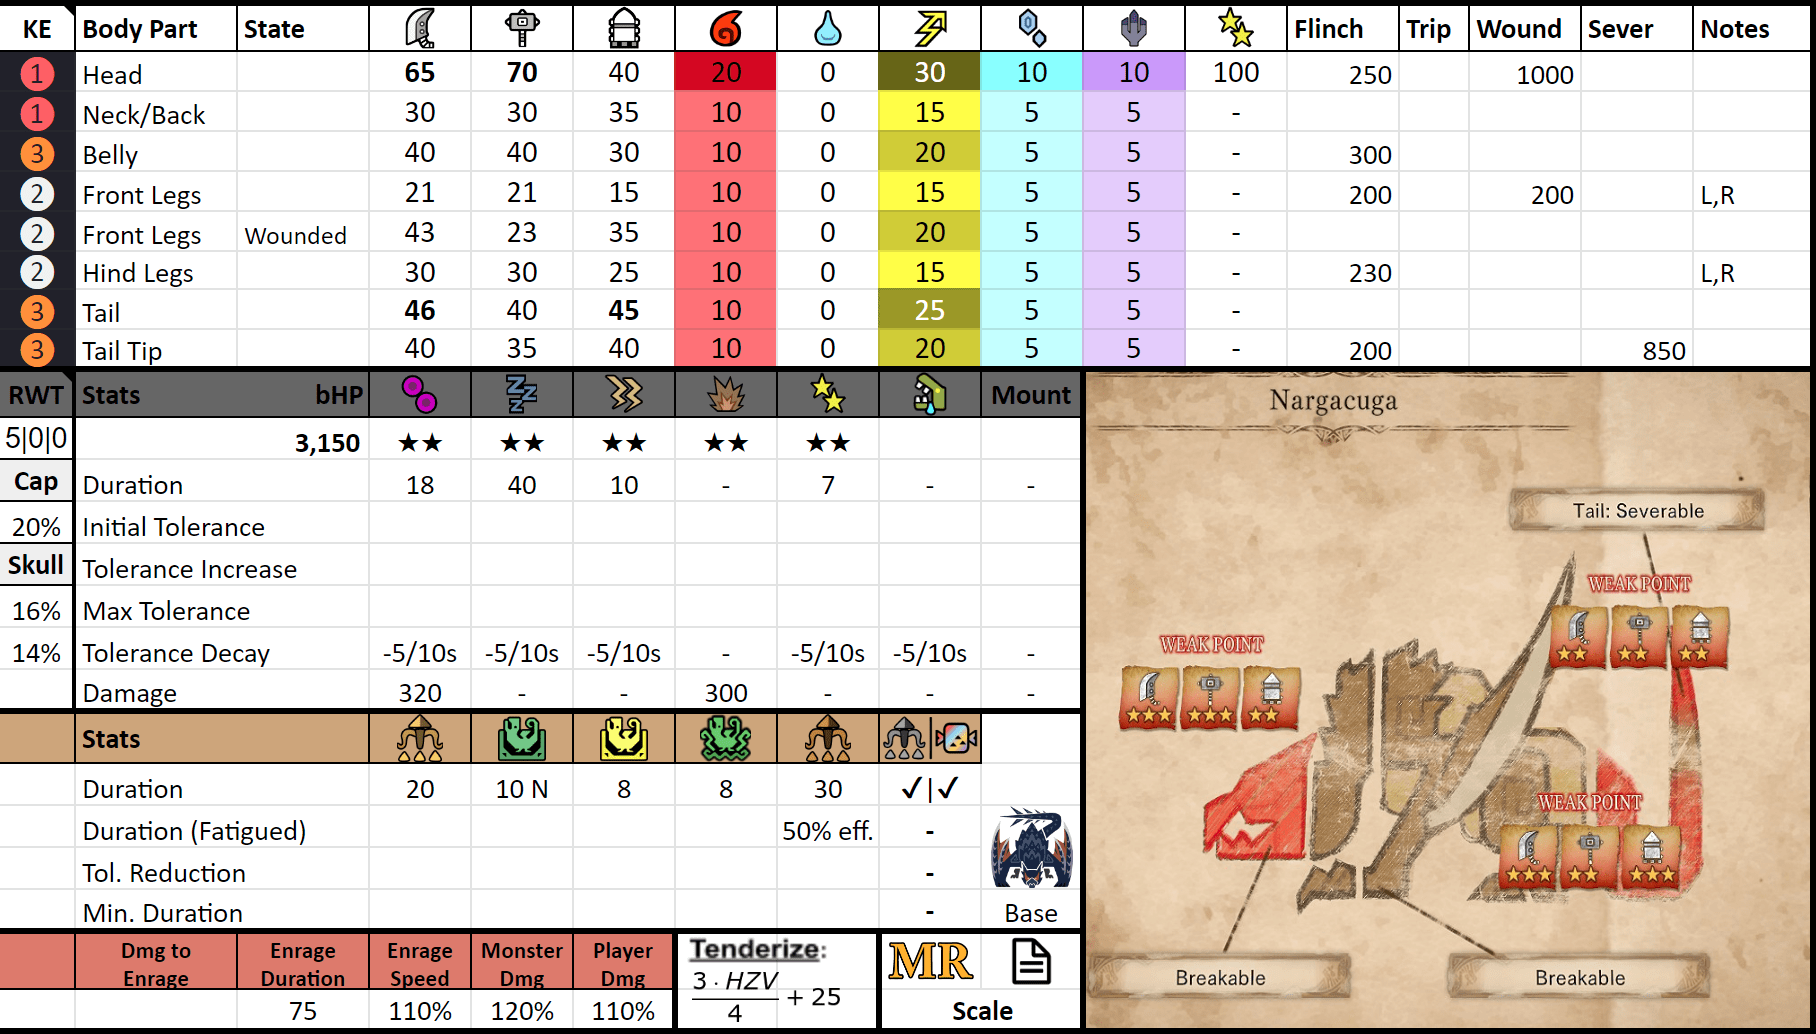 KE Body Part State Flinch Trip Wound Sever Notes
1 Head 65 70 40 20 0 30 10 10 100 250 1000
1 Neck/Back 30 30 35 10 0 15 5 5 -
3 Belly 40 40 30 10 0 20 5 5 - 300
2 Front Legs 21 21 15 10 0 15 5 5 - 200 200 L,R
2 Front Legs Wounded 43 23 35 10 0 20 5 5 -
2 Hind Legs 30 30 25 10 0 15 5 5 - 230 L,R
3 Tail 46 40 45 10 0 25 5 5 -
3 Tail Tip 40 35 40 10 0 20 5 5 - 200 850
RWT Stats bHP Mount
5|0|0 3,150 ★★ ★★ ★★ ★★ ★★
Cap Duration 18 40 10 - 7 - -
20% Initial Tolerance
Skull Tolerance Increase
16% Max Tolerance
14% Tolerance Decay -5/10s -5/10s -5/10s - -5/10s -5/10s -
Damage 320 - - 300 - - -
Stats
Duration 20 10 N 8 8 30 ✓|✓
Duration (Fatigued) 50% eff. -
Tol. Reduction -
Min. Duration - Base
Dmg to Enrage Enrage Duration Enrage Speed Monster Dmg Player Dmg
75 110% 120% 110%
Tenderize:
3 · HZV
4
+ 25
MR
Scale
Nargacuga
Tail: Severable
WEAK POINT
WEAK POINT
WEAK POINT
Breakable
Breakable